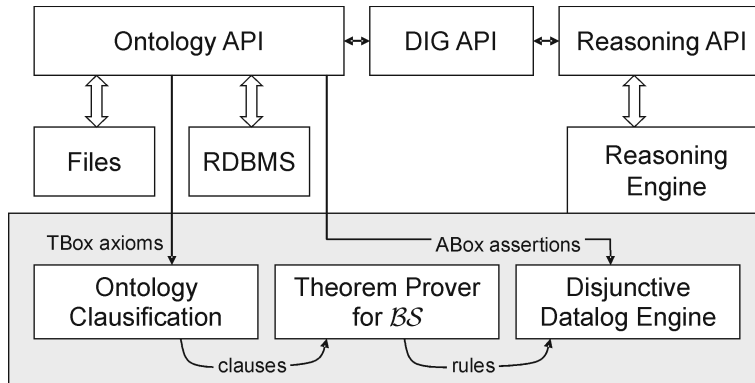 Ontology API
DIG API
Reasoning API
Files
RDBMS
Reasoning
Engine
TBox axioms
ABox assertions
Ontology
Clausification
Theorem Prover
for BS
Disjunctive
Datalog Engine
clauses
rules